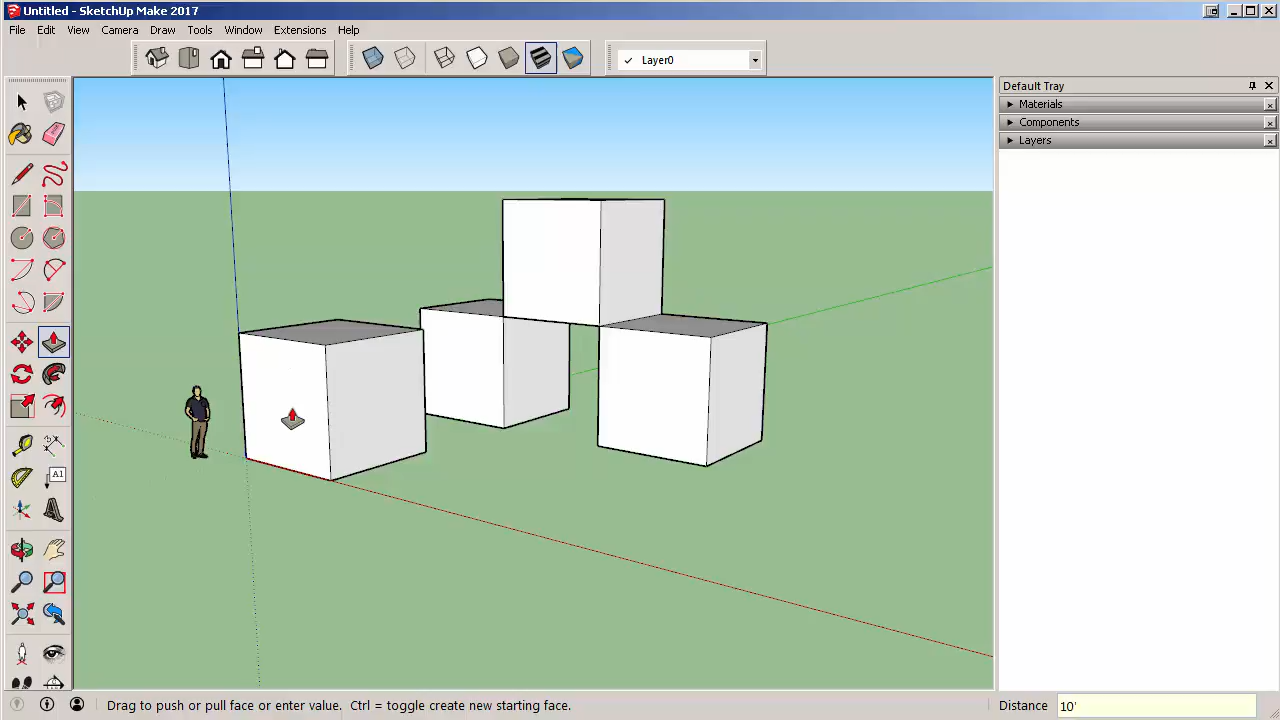 Untitled - SketchUp Make 2017
File Edit View Camera Draw Tools Window Extensions Help
Layer0
Default Tray
Materials
Components
Layers
A1
Drag to push or pull face or enter value. Ctrl = toggle create new starting face.
Distance 10'